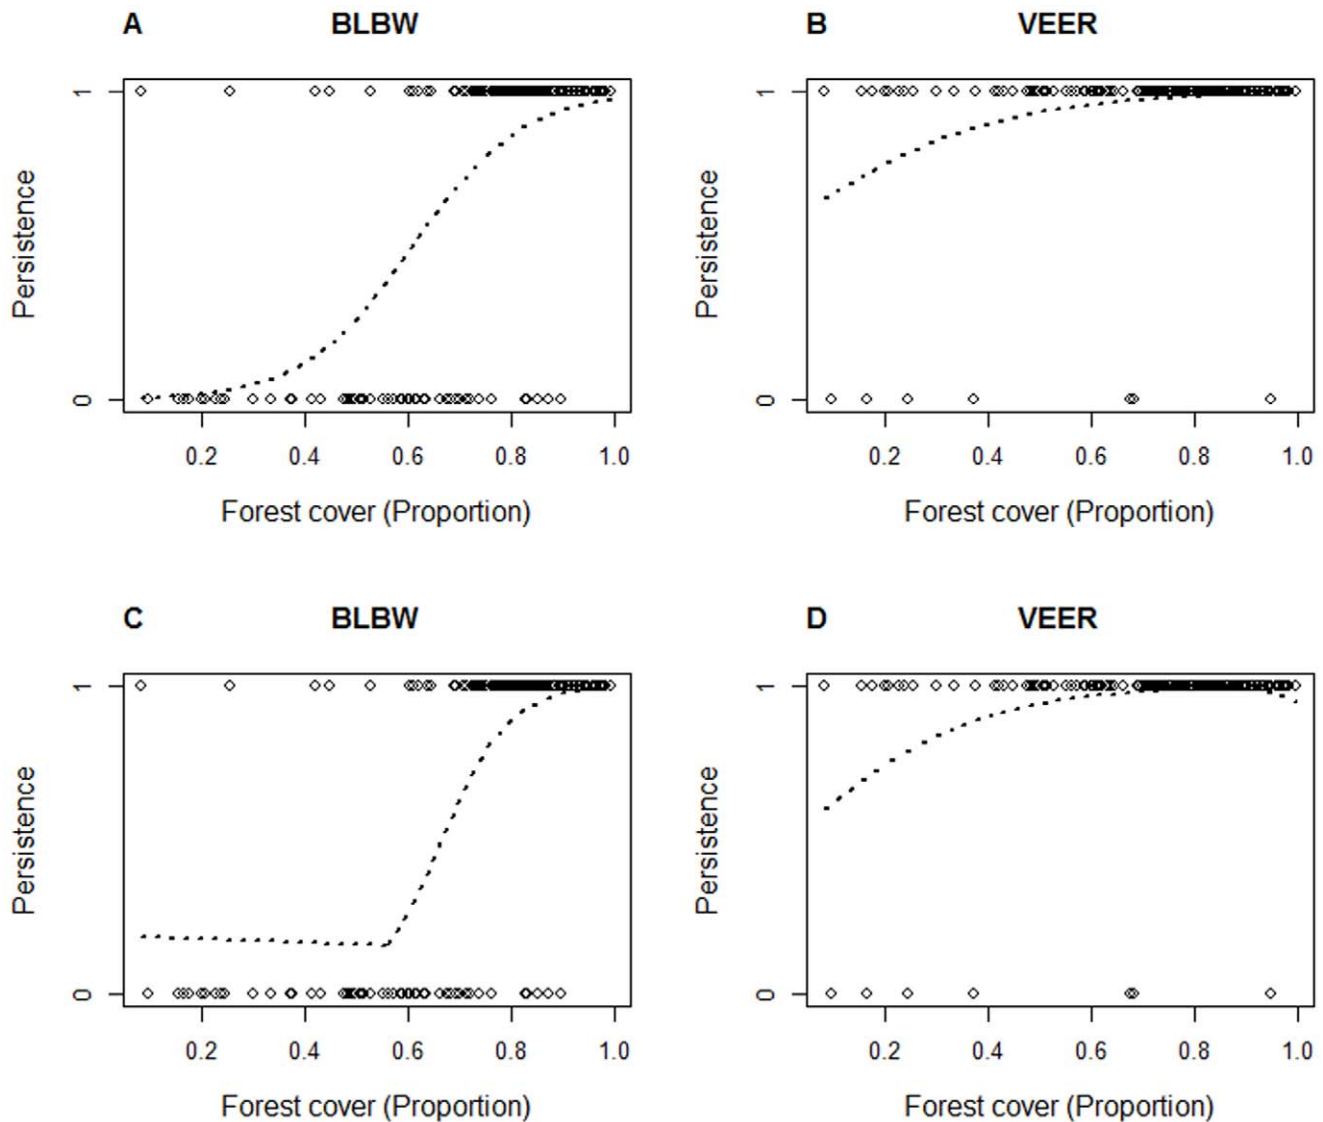 A BLBW
1
0
Persistence
0.2 0.4 0.6 0.8 1.0
Forest cover (Proportion)
B VEER
1
0
Persistence
0.2 0.4 0.6 0.8 1.0
Forest cover (Proportion)
C BLBW
1
0
Persistence
0.2 0.4 0.6 0.8 1.0
Forest cover (Proportion)
D VEER
1
0
Persistence
0.2 0.4 0.6 0.8 1.0
Forest cover (Proportion)